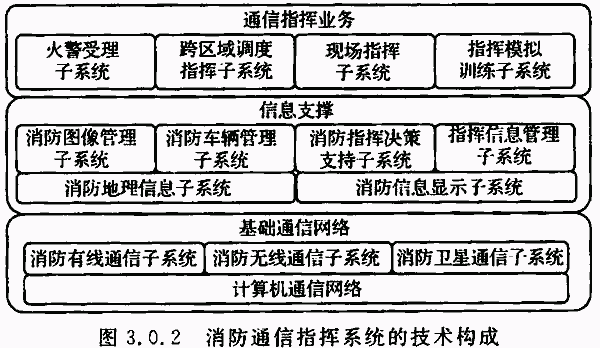 通信指挥业务
火警受理
子系统
跨区域调度
指挥子系统
现场指挥
子系统
指挥模拟
训练子系统
信息支撑
消防图像管理
子系统
消防车辆管理
子系统
消防指挥决策
支持子系统
指挥信息管理
子系统
消防地理信息子系统
消防信息显示子系统
基础通信网络
消防有线通信子系统
消防无线通信子系统
消防卫星通信子系统
计算机通信网络
图 3.0.2 消防通信指挥系统的技术构成